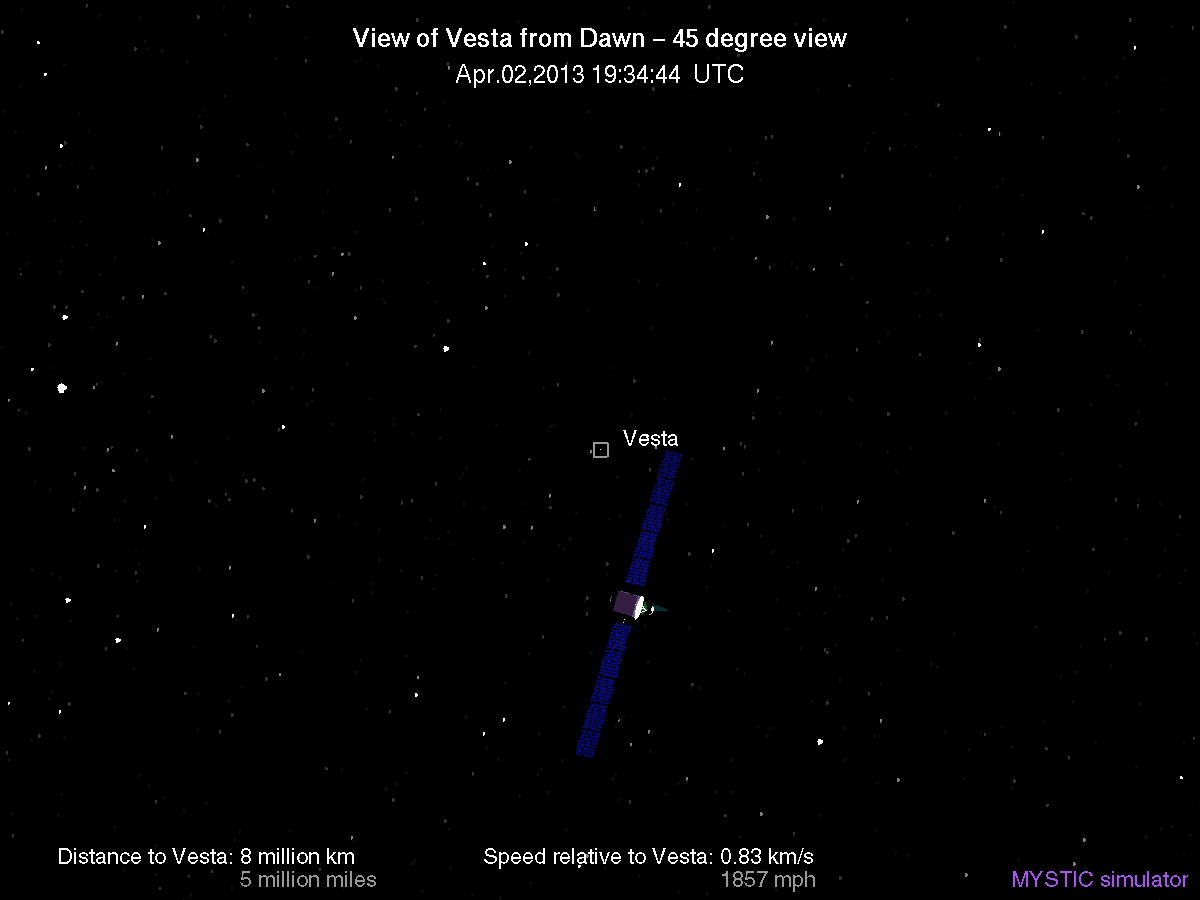 View of Vesta from Dawn – 45 degree view
Apr.02,2013 19:34:44 UTC
Vesta
Distance to Vesta: 8 million km
5 million miles
Speed relative to Vesta: 0.83 km/s
1857 mph
MYSTIC simulator